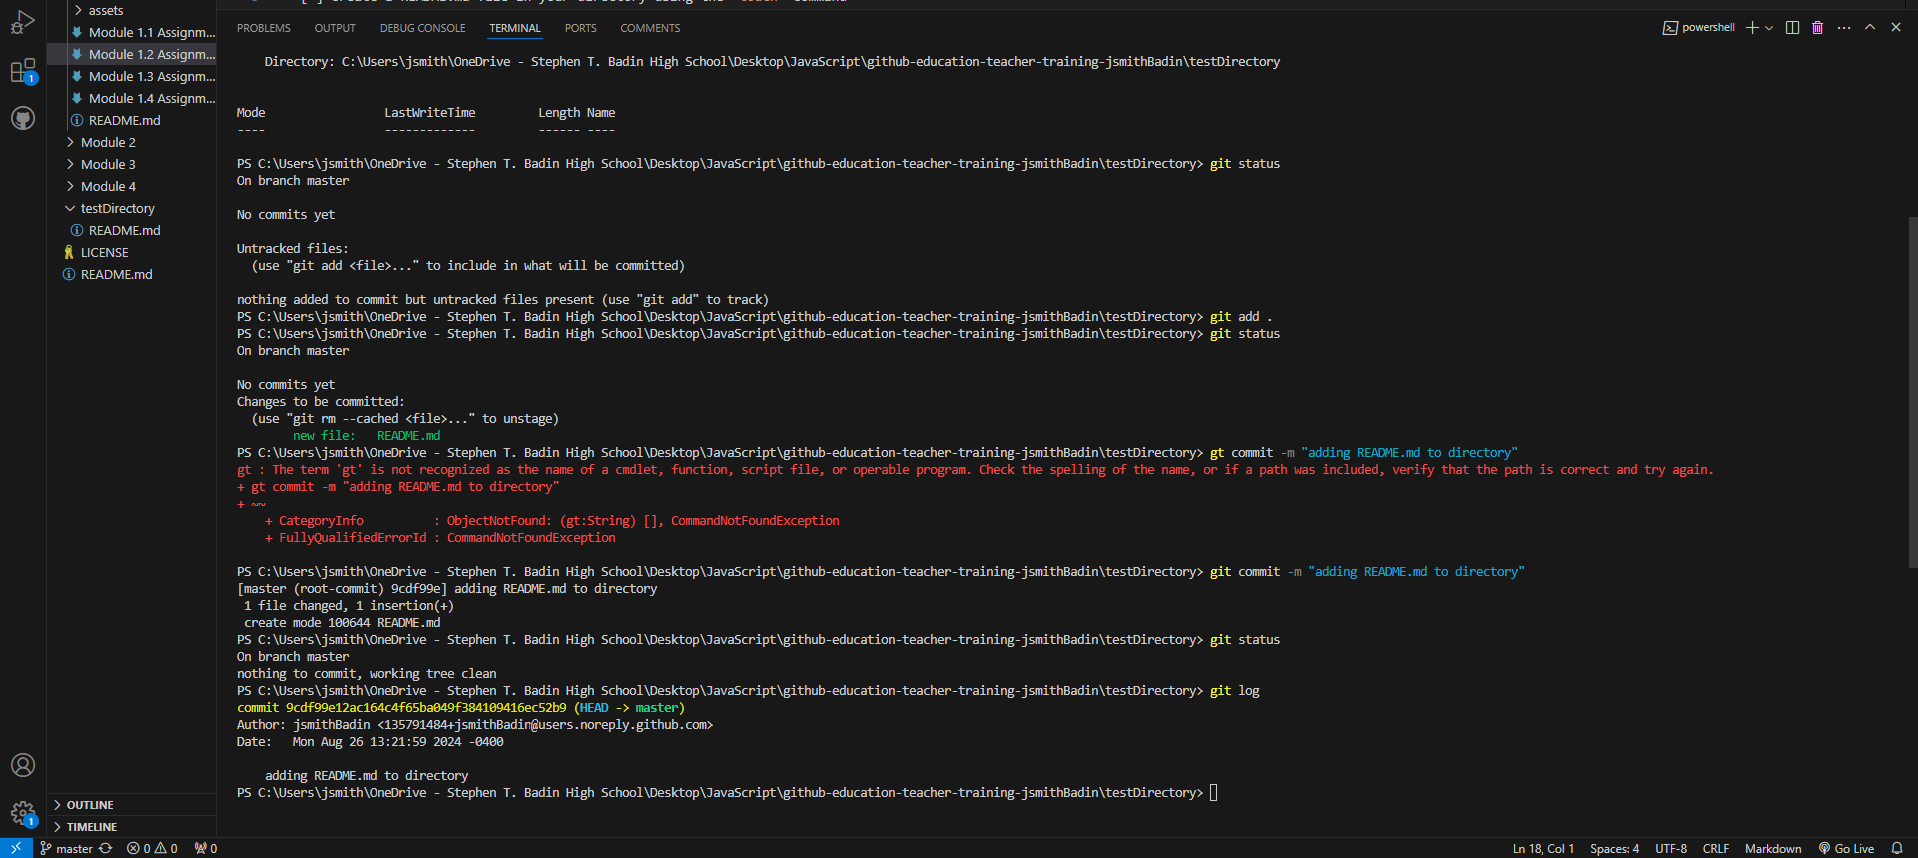 assets
Module 1.1 Assignm...
Module 1.2 Assignm...
Module 1.3 Assignm...
Module 1.4 Assignm...
README.md
Module 2
Module 3
Module 4
testDirectory
README.md
LICENSE
README.md
OUTLINE
TIMELINE
1
1
PROBLEMS OUTPUT DEBUG CONSOLE TERMINAL PORTS COMMENTS
powershell
Directory: C:\Users\jsmith\OneDrive - Stephen T. Badin High School\Desktop\JavaScript\github-education-teacher-training-jsmithBadin\testDirectory
Mode LastWriteTime Length Name
---- ------------- ------ ----
PS C:\Users\jsmith\OneDrive - Stephen T. Badin High School\Desktop\JavaScript\github-education-teacher-training-jsmithBadin\testDirectory> git status
On branch master
No commits yet
Untracked files:
(use "git add <file>..." to include in what will be committed)
nothing added to commit but untracked files present (use "git add" to track)
PS C:\Users\jsmith\OneDrive - Stephen T. Badin High School\Desktop\JavaScript\github-education-teacher-training-jsmithBadin\testDirectory> git add .
PS C:\Users\jsmith\OneDrive - Stephen T. Badin High School\Desktop\JavaScript\github-education-teacher-training-jsmithBadin\testDirectory> git status
On branch master
No commits yet
Changes to be committed:
(use "git rm --cached <file>..." to unstage)
new file: README.md
PS C:\Users\jsmith\OneDrive - Stephen T. Badin High School\Desktop\JavaScript\github-education-teacher-training-jsmithBadin\testDirectory> gt commit -m "adding README.md to directory"
gt : The term 'gt' is not recognized as the name of a cmdlet, function, script file, or operable program. Check the spelling of the name, or if a path was included, verify that the path is correct and try again.
+ gt commit -m "adding README.md to directory"
+ ~~
+ CategoryInfo : ObjectNotFound: (gt:String) [], CommandNotFoundException
+ FullyQualifiedErrorId : CommandNotFoundException
PS C:\Users\jsmith\OneDrive - Stephen T. Badin High School\Desktop\JavaScript\github-education-teacher-training-jsmithBadin\testDirectory> git commit -m "adding README.md to directory"
[master (root-commit) 9cdf99e] adding README.md to directory
1 file changed, 1 insertion(+)
create mode 100644 README.md
PS C:\Users\jsmith\OneDrive - Stephen T. Badin High School\Desktop\JavaScript\github-education-teacher-training-jsmithBadin\testDirectory> git status
On branch master
nothing to commit, working tree clean
PS C:\Users\jsmith\OneDrive - Stephen T. Badin High School\Desktop\JavaScript\github-education-teacher-training-jsmithBadin\testDirectory> git log
commit 9cdf99e12ac164c4f65ba049f384109416ec52b9 (HEAD -> master)
Author: jsmithBadin <135791484+jsmithBadin@users.noreply.github.com>
Date: Mon Aug 26 13:21:59 2024 -0400
adding README.md to directory
PS C:\Users\jsmith\OneDrive - Stephen T. Badin High School\Desktop\JavaScript\github-education-teacher-training-jsmithBadin\testDirectory>
master 0 0 0 Ln 18, Col 1 Spaces: 4 UTF-8 CRLF Markdown Go Live